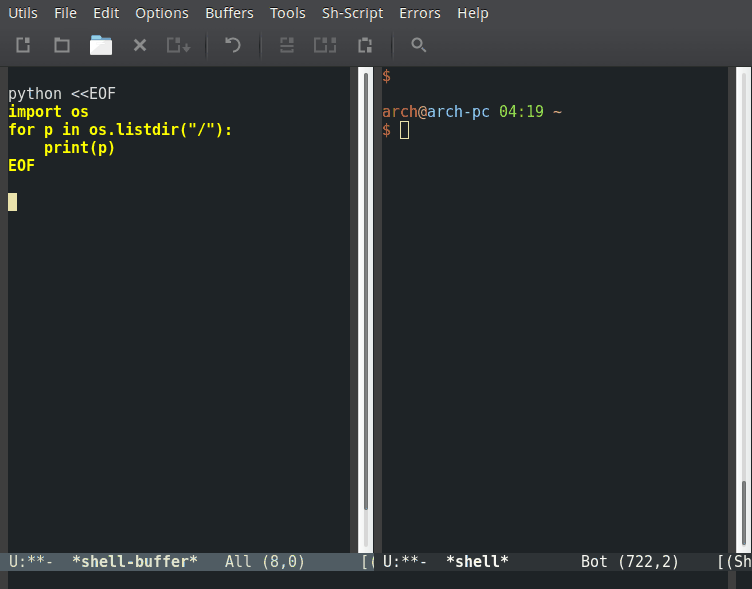 Utils File Edit Options Buffers Tools Sh-Script Errors Help
python <<EOF
import os
for p in os.listdir("/"):
    print(p)
EOF
$
arch@arch-pc 04:19 ~
$
U:**-  *shell-buffer*   All (8,0)      [(
U:**-  *shell*        Bot (722,2)    [(Sh